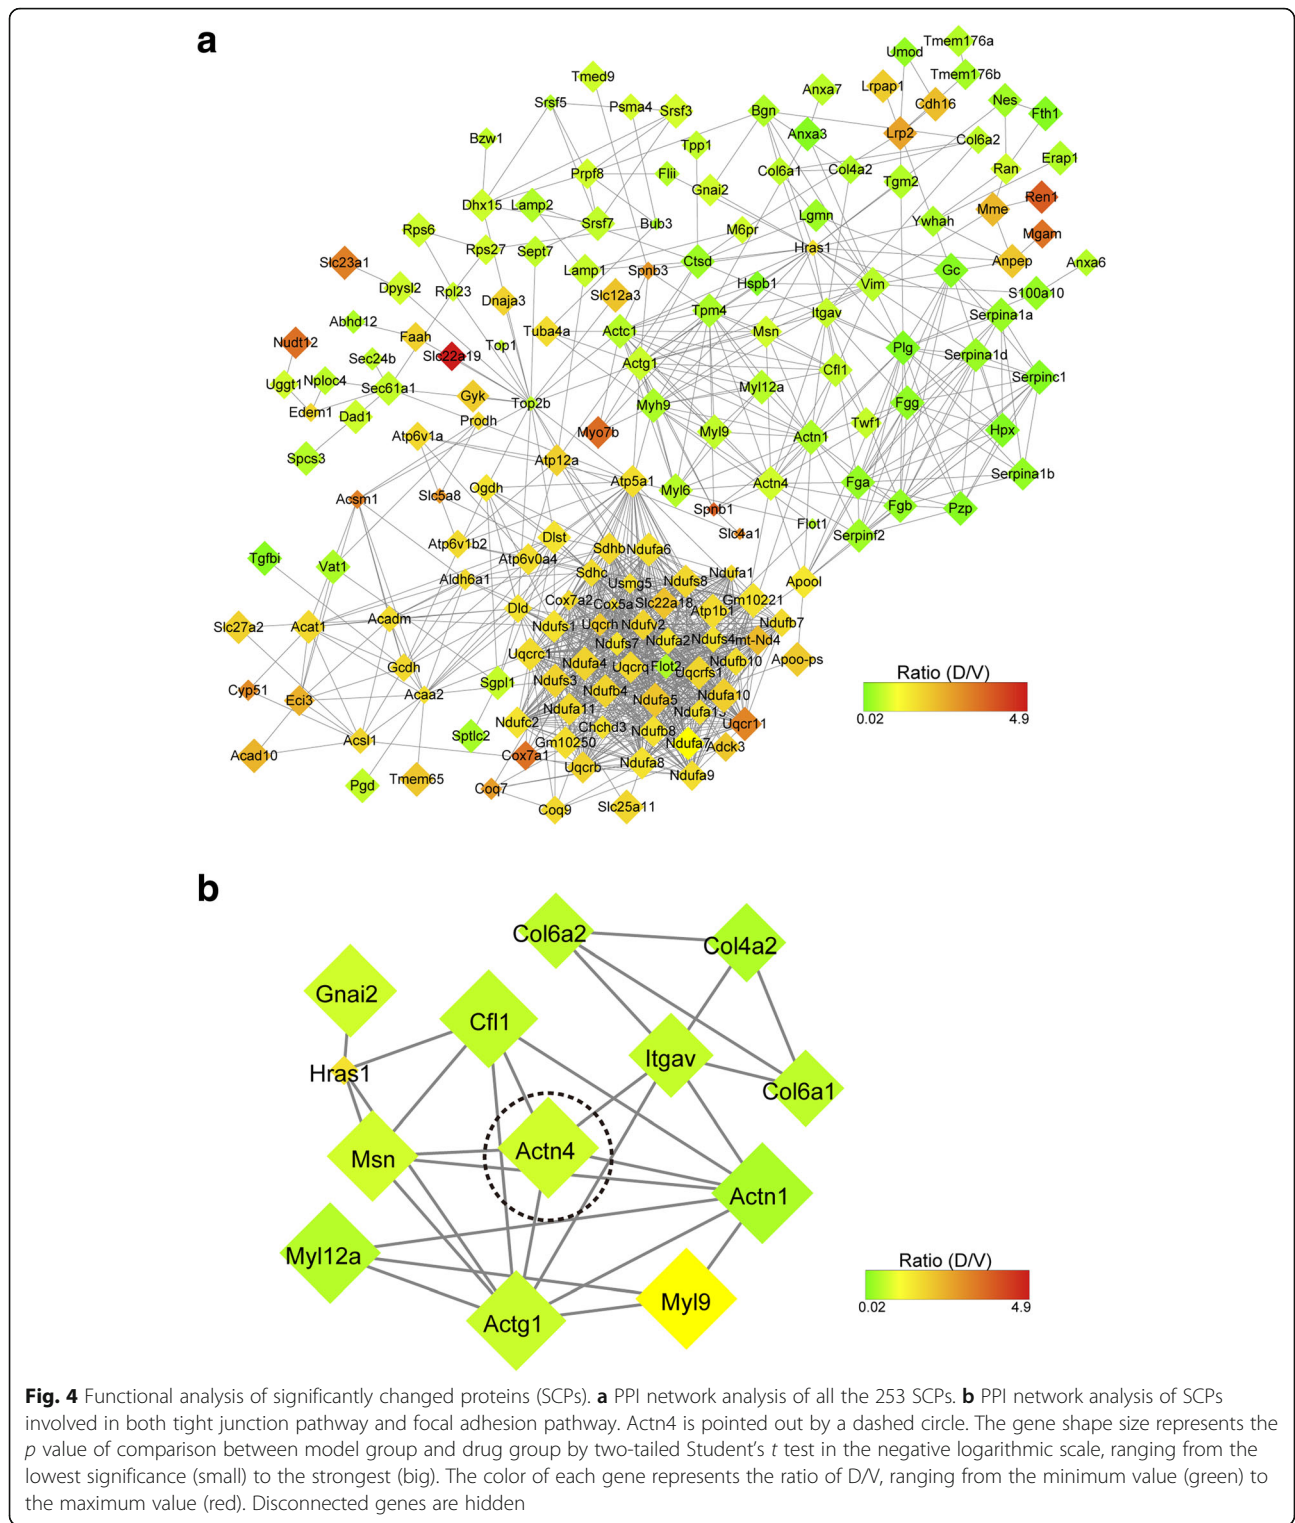 a
Tmem176a
Umod
Tmed9
Tmem176b
Lrpap1
Anxa7
Srsf5
Psma4
Srsf3
Bgn
Cdh16
Nes
Fth1
Bzw1
Tpp1
Anxa3
Lrp2
Col6a2
Erap1
Prpf8
Flii
Gnai2
Col6a1
Col4a2
Tgm2
Ran
Ren1
Dhx15
Lamp2
Srsf7
Bub3
Lgmn
Ywhah
Mme
Mgam
Rps6
Rps27
Sept7
M6pr
Hras1
Anpep
Anxa6
Slc23a1
Lamp1
Spnb3
Ctsd
Gc
Dpysl2
Rpl23
Dnaja3
Slc12a3
Hspb1
Vim
S100a10
Abhd12
Faah
Tuba4a
Actc1
Tpm4
Msn
Itgav
Serpina1a
Nudt12
Slc22a19
Top1
Sec24b
Actg1
Cfl1
Plg
Serpina1d
Uggt1
Nploc4
Sec61a1
Gyk
Top2b
Myh9
Myl12a
Fgg
Serpinc1
Edem1
Dad1
Prodh
Atp6v1a
Myo7b
Myl9
Actn1
Twf1
Hpx
Spcs3
Atp12a
Atp5a1
Myl6
Actn4
Fga
Serpina1b
Acsm1
Slc5a8
Ogdh
Spnb1
Fgb
Pzp
Slc4a1
Flot1
Serpinf2
Tgfbi
Vat1
Atp6v1b2
Dlst
Atp6v0a4
Sdhb
Ndufa6
Aldh6a1
Sdhc
Usmg5
Ndufs8
Ndufa1
Apool
Slc27a2
Acat1
Acadm
Dld
Cox7a2
Cox5a
Slc22a18
Atp1b1
Gm10221
Ndufs1
Uqcrh
Ndufv2
Ndufb7
Ndufs7
Ndufa2
Ndufs4
mt-Nd4
Gcdh
Uqcrc1
Ndufa4
Uqcrq
Flot2
Uqcrfs1
Ndufb10
Apoo-ps
Cyp51
Eci3
Acaa2
Sgpl1
Ndufs3
Ndufb4
Ndufa5
Ndufa10
Ndufa11
Ndufa13
Uqcr11
Acsl1
Sptlc2
Ndufc2
Chchd3
Ndufb8
Gm10250
Ndufa7
Adck3
Acad10
Cox7a1
Uqcrb
Ndufa8
Ndufa9
Pgd
Tmem65
Coq7
Coq9
Slc25a11
Ratio (D/V)
0.02 4.9
b
Col6a2
Col4a2
Gnai2
Cfl1
Itgav
Hras1
Col6a1
Msn
Actn4
Actn1
Myl12a
Myl9
Actg1
Ratio (D/V)
0.02 4.9
Fig. 4 Functional analysis of significantly changed proteins (SCPs). a PPI network analysis of all the 253 SCPs. b PPI network analysis of SCPs
involved in both tight junction pathway and focal adhesion pathway. Actn4 is pointed out by a dashed circle. The gene shape size represents the
p value of comparison between model group and drug group by two-tailed Student's t test in the negative logarithmic scale, ranging from the
lowest significance (small) to the strongest (big). The color of each gene represents the ratio of D/V, ranging from the minimum value (green) to
the maximum value (red). Disconnected genes are hidden